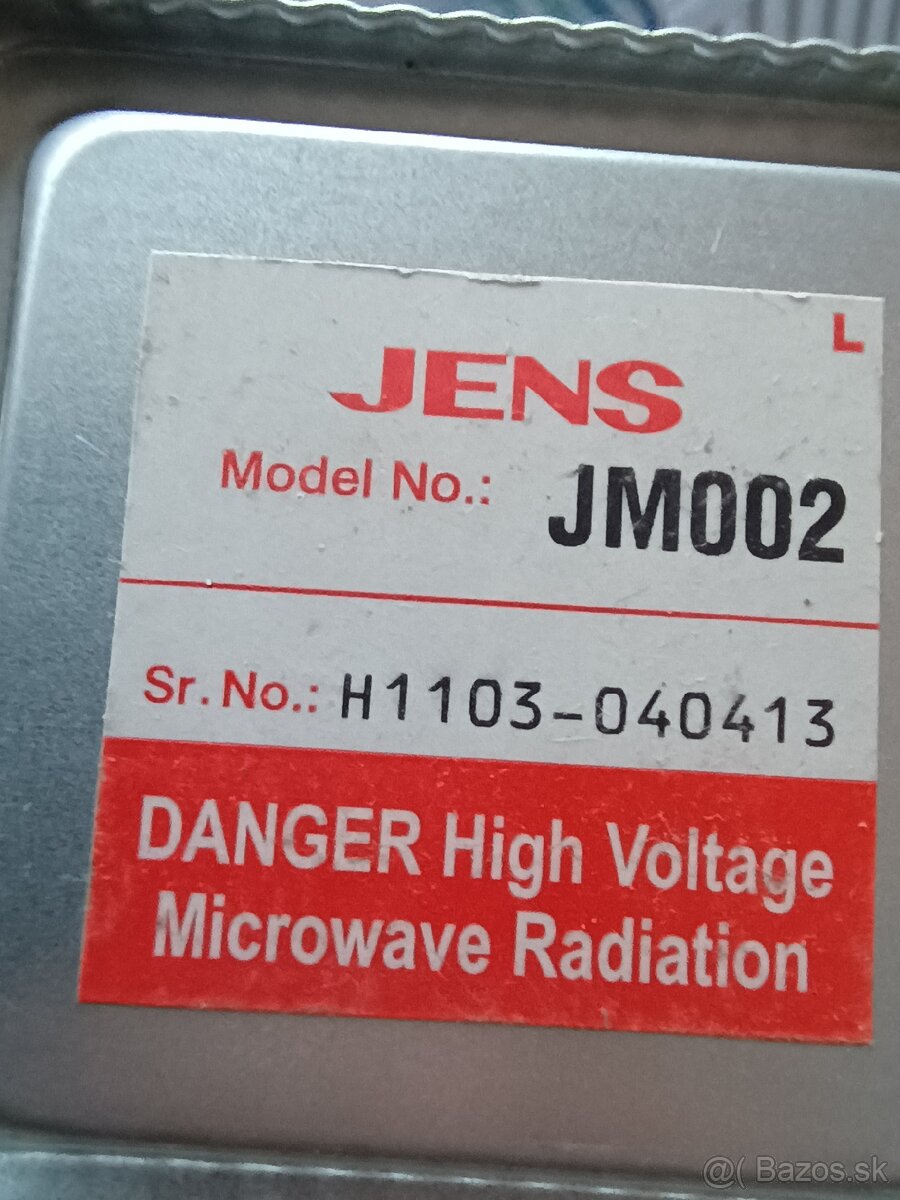 L
JENS
Model No.: JM002
Sr. No.: H1103-040413
DANGER High Voltage
Microwave Radiation
@( Bazos.sk